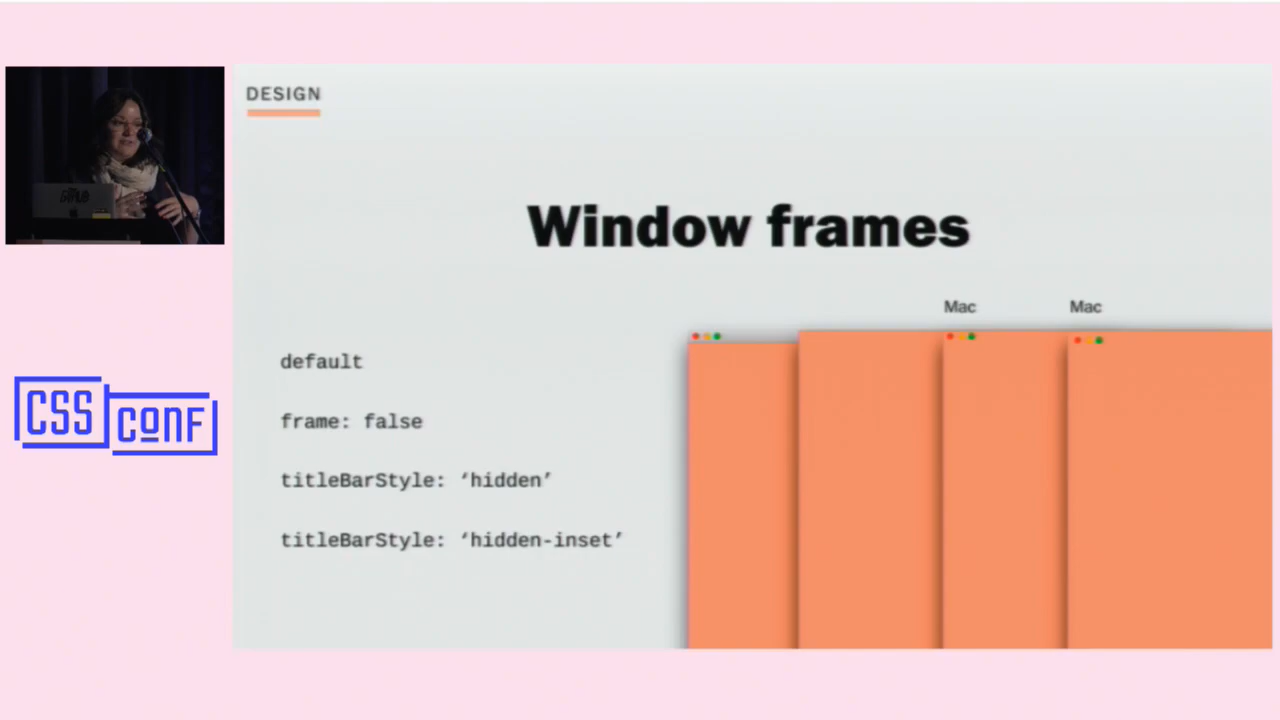 DESIGN
Window frames
Mac
Mac
default
frame: false
titleBarStyle: ‘hidden’
titleBarStyle: ‘hidden-inset’
CSS
CONF